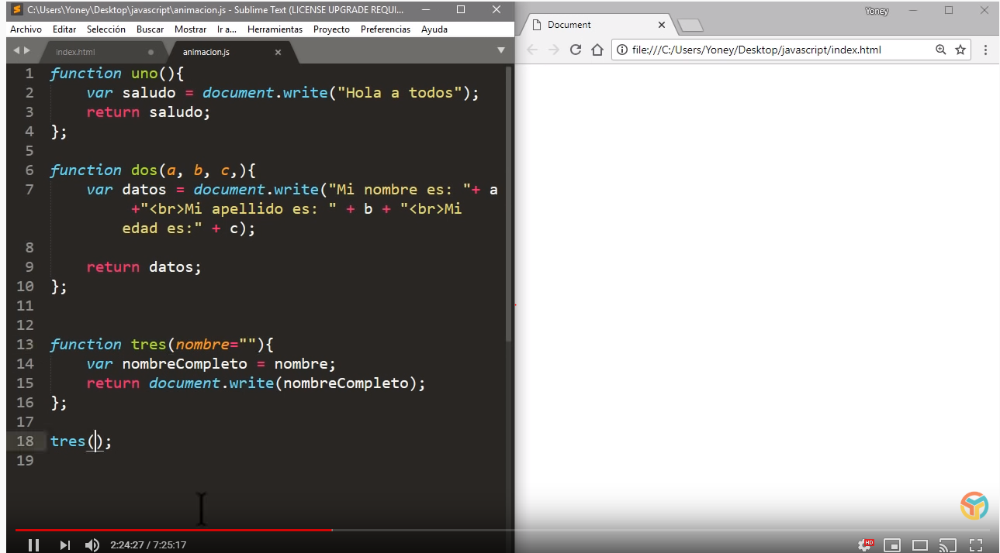 C:\Users\Yoney\Desktop\javascript\animacion.js - Sublime Text (LICENSE UPGRADE REQUI...
Archivo Editar Selección Buscar Mostrar Ir a... Herramientas Proyecto Preferencias Ayuda
index.html animacion.js
1 function uno(){
2 var saludo = document.write("Hola a todos");
3 return saludo;
4 };
5
6 function dos(a, b, c,){
7 var datos = document.write("Mi nombre es: "+ a
+"<br>Mi apellido es: " + b + "<br>Mi
edad es:" + c);
8
9 return datos;
10 };
11
12
13 function tres(nombre=""){
14 var nombreCompleto = nombre;
15 return document.write(nombreCompleto);
16 };
17
18 tres();
19
Yoney
Document
file:///C:/Users/Yoney/Desktop/javascript/index.html
2:24:27 / 7:25:17
HD